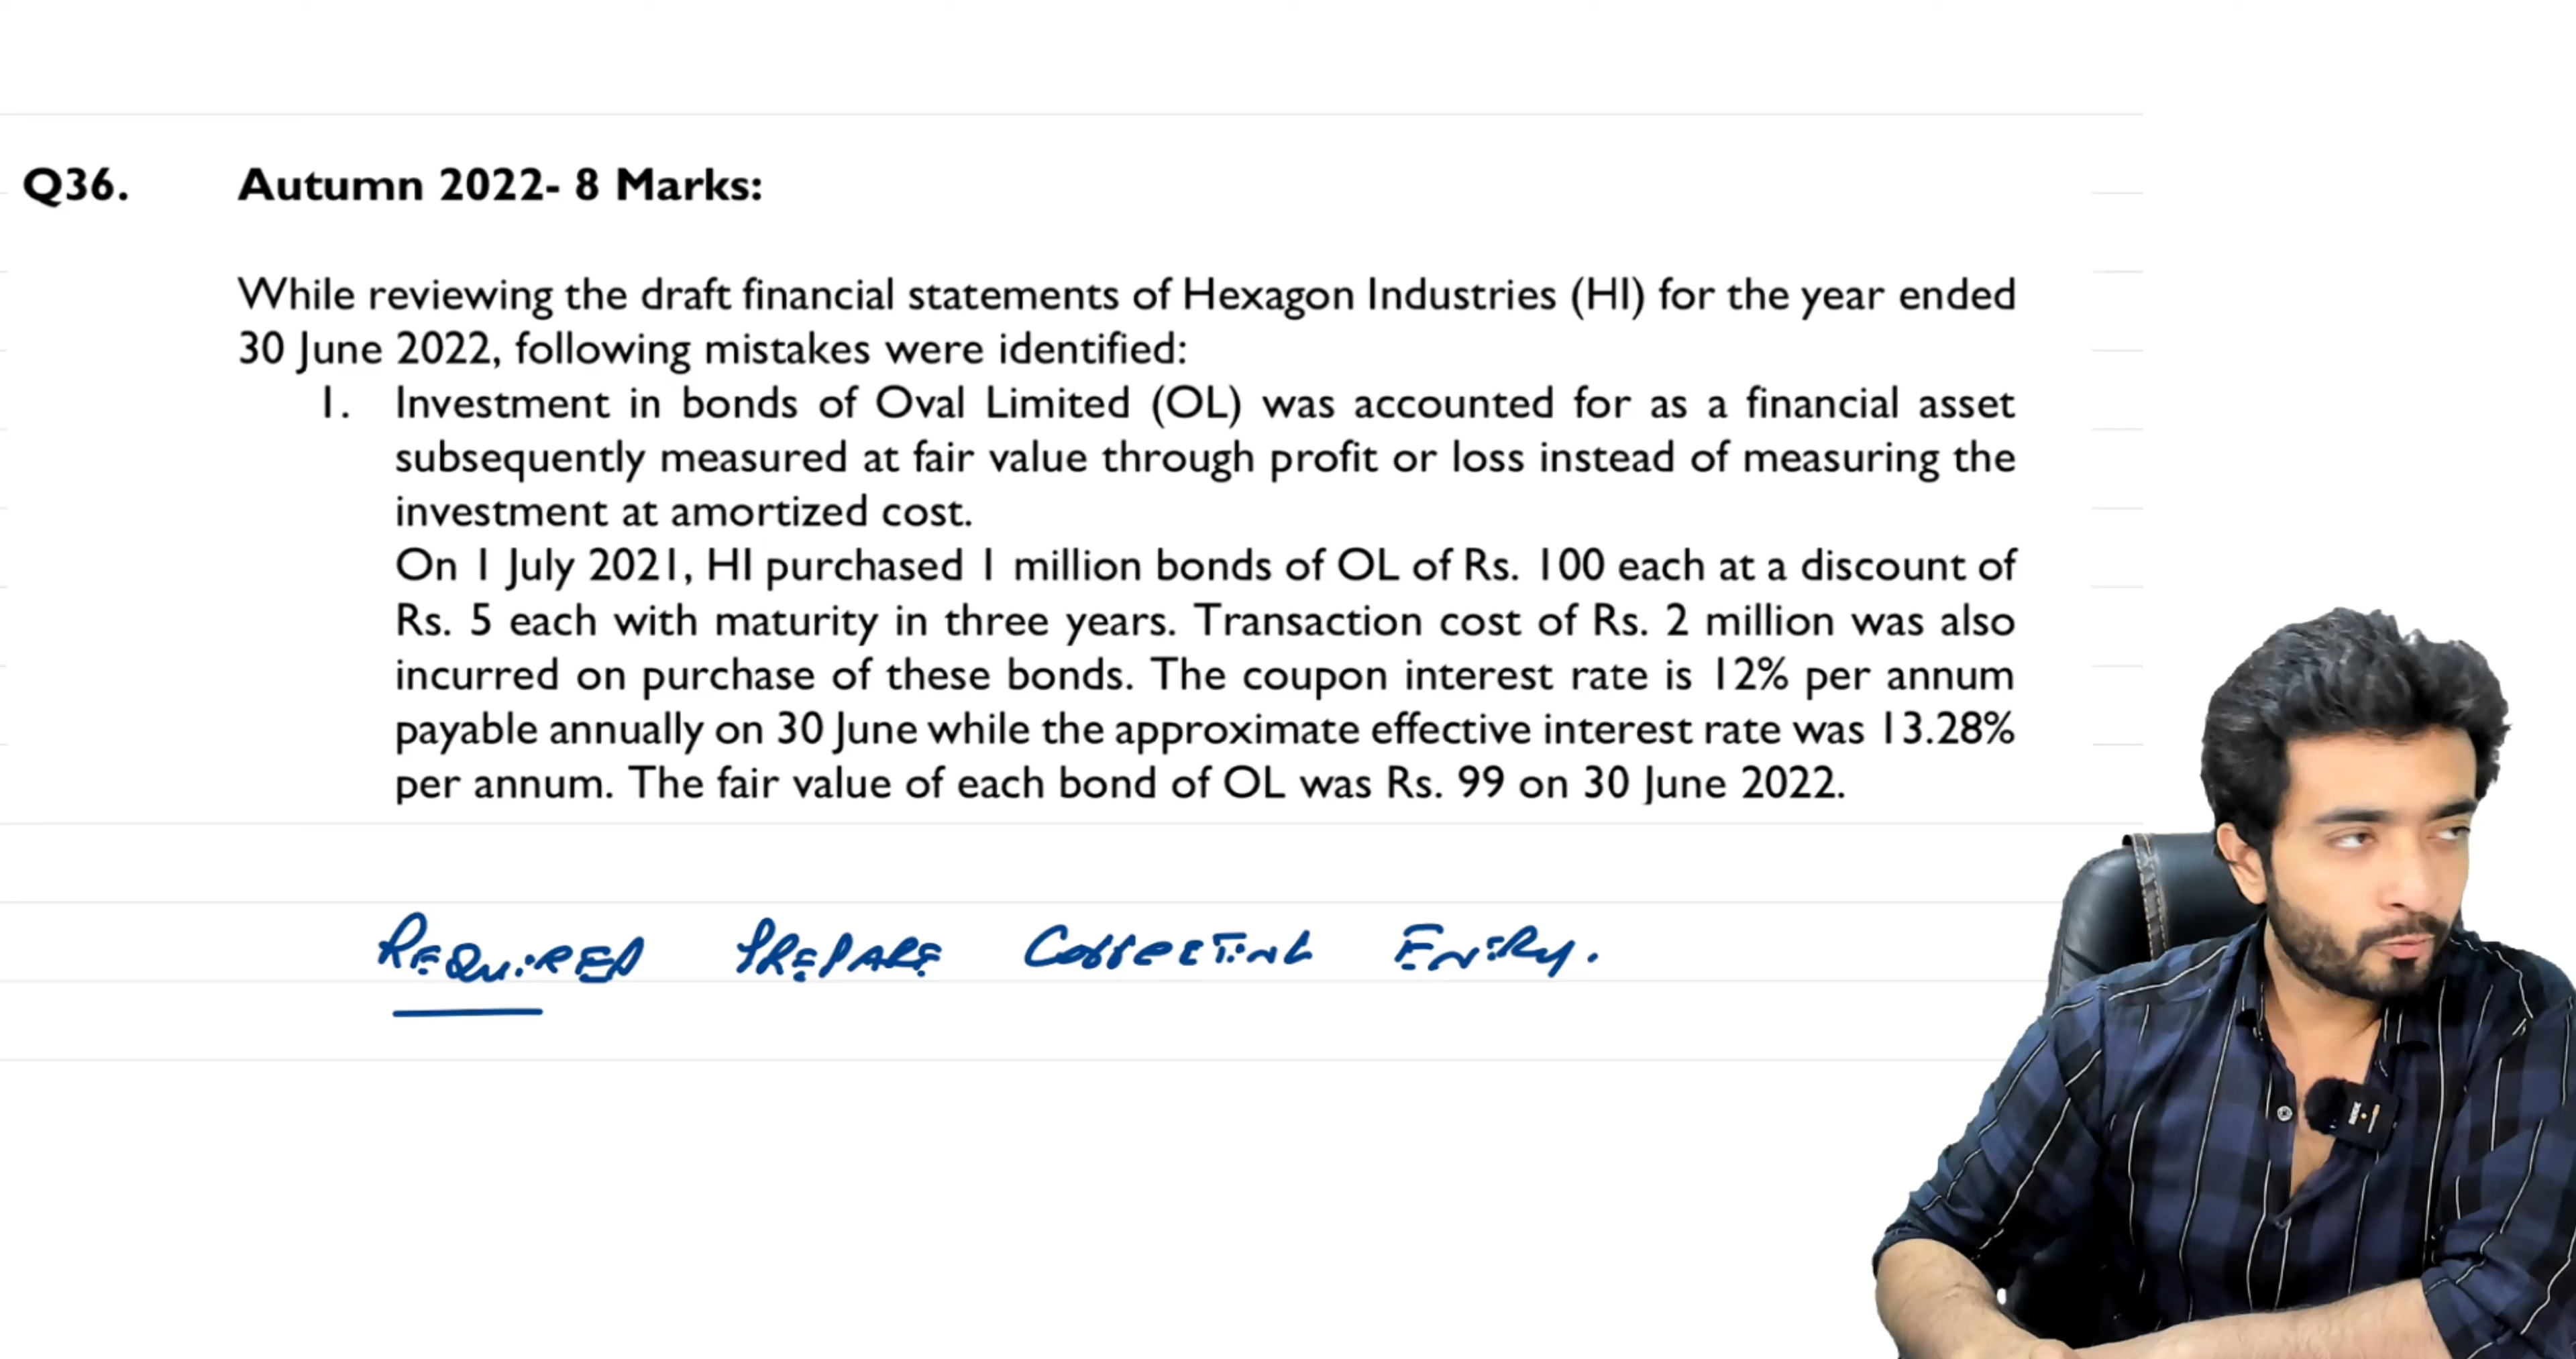 Q36. Autumn 2022- 8 Marks:
While reviewing the draft financial statements of Hexagon Industries (HI) for the year ended
30 June 2022, following mistakes were identified:
1. Investment in bonds of Oval Limited (OL) was accounted for as a financial asset
subsequently measured at fair value through profit or loss instead of measuring the
investment at amortized cost.
On 1 July 2021, HI purchased 1 million bonds of OL of Rs. 100 each at a discount of
Rs. 5 each with maturity in three years. Transaction cost of Rs. 2 million was also
incurred on purchase of these bonds. The coupon interest rate is 12% per annum
payable annually on 30 June while the approximate effective interest rate was 13.28%
per annum. The fair value of each bond of OL was Rs. 99 on 30 June 2022.
REQUIRED PREPARE CORRECTING ENTRY.